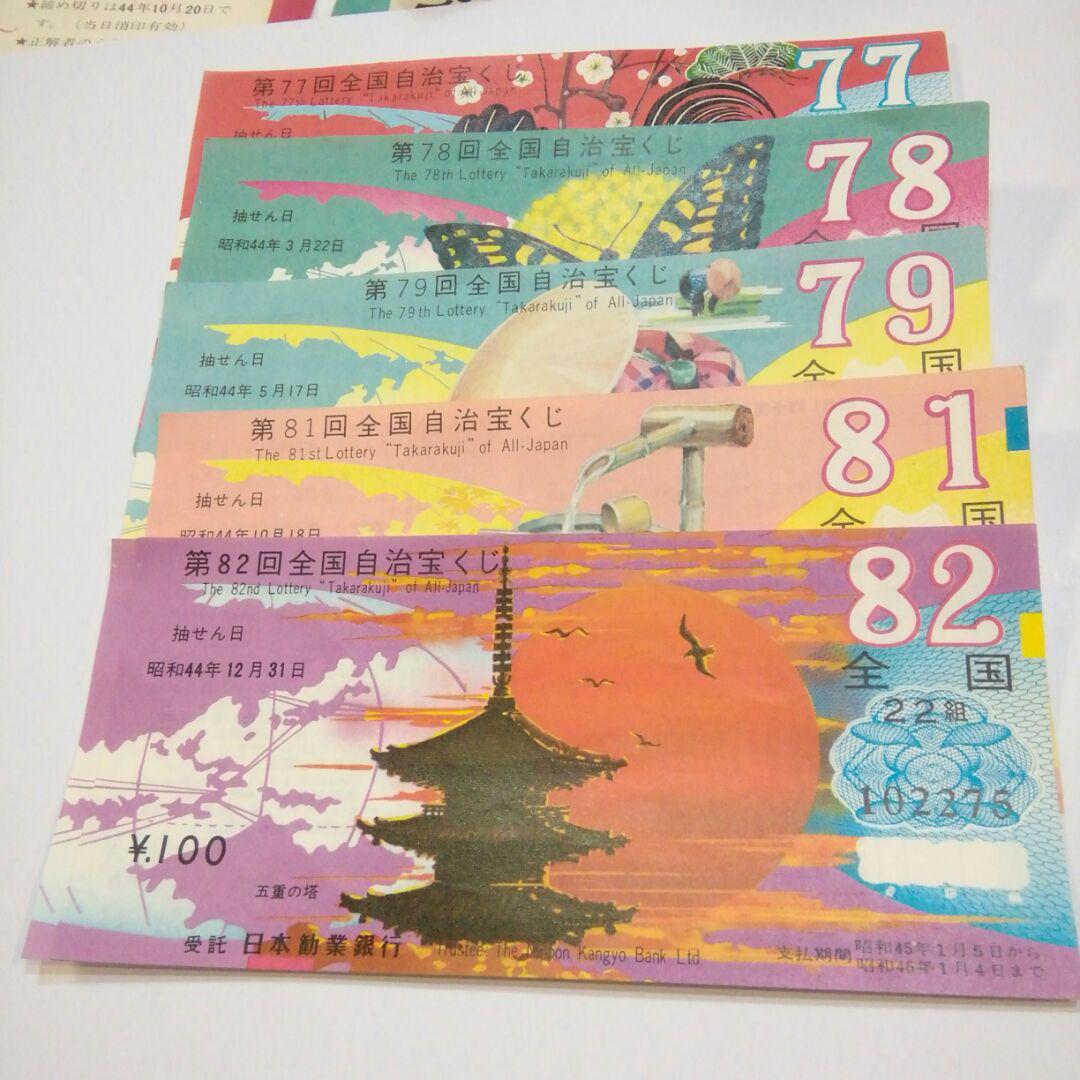 ★締め切りは44年10月20日で
す。(当日消印有効)
★正解者の
第77回全国自治宝くじ
The 77th Lottery "Takarakuji" of All-Japan
77
抽せん日
第78回全国自治宝くじ
The 78th Lottery "Takarakuji" of All-Japan
78
抽せん日
昭和44年3月22日
第79回全国自治宝くじ
The 79th Lottery "Takarakuji" of All-Japan
79
全国
抽せん日
昭和44年5月17日
第81回全国自治宝くじ
The 81st Lottery "Takarakuji" of All-Japan
81
全国
抽せん日
昭和44年10月18日
第82回全国自治宝くじ
The 82nd Lottery "Takarakuji" of All-Japan
82
全国
抽せん日
昭和44年12月31日
22組
102275
¥.100
五重の塔
受託 日本勧業銀行 Trustee: The Nippon Kangyo Bank Ltd.
支払期間 昭和45年1月5日から
昭和46年1月4日まで